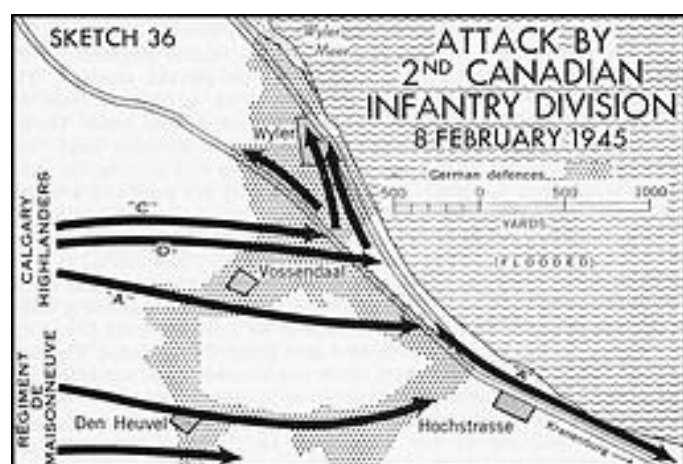 SKETCH 36
Wyler
Meer
ATTACK BY
2ND CANADIAN
INFANTRY DIVISION
8 FEBRUARY 1945
German defences
500 0 500 1000
YARDS
(FLOODED)
Wyler
CALGARY
HIGHLANDERS
"C"
"D"
"A"
Vossendaal
"A"
RÉGIMENT
DE
MAISONNEUVE
Den Heuvel
Hochstrasse
Kranenburg